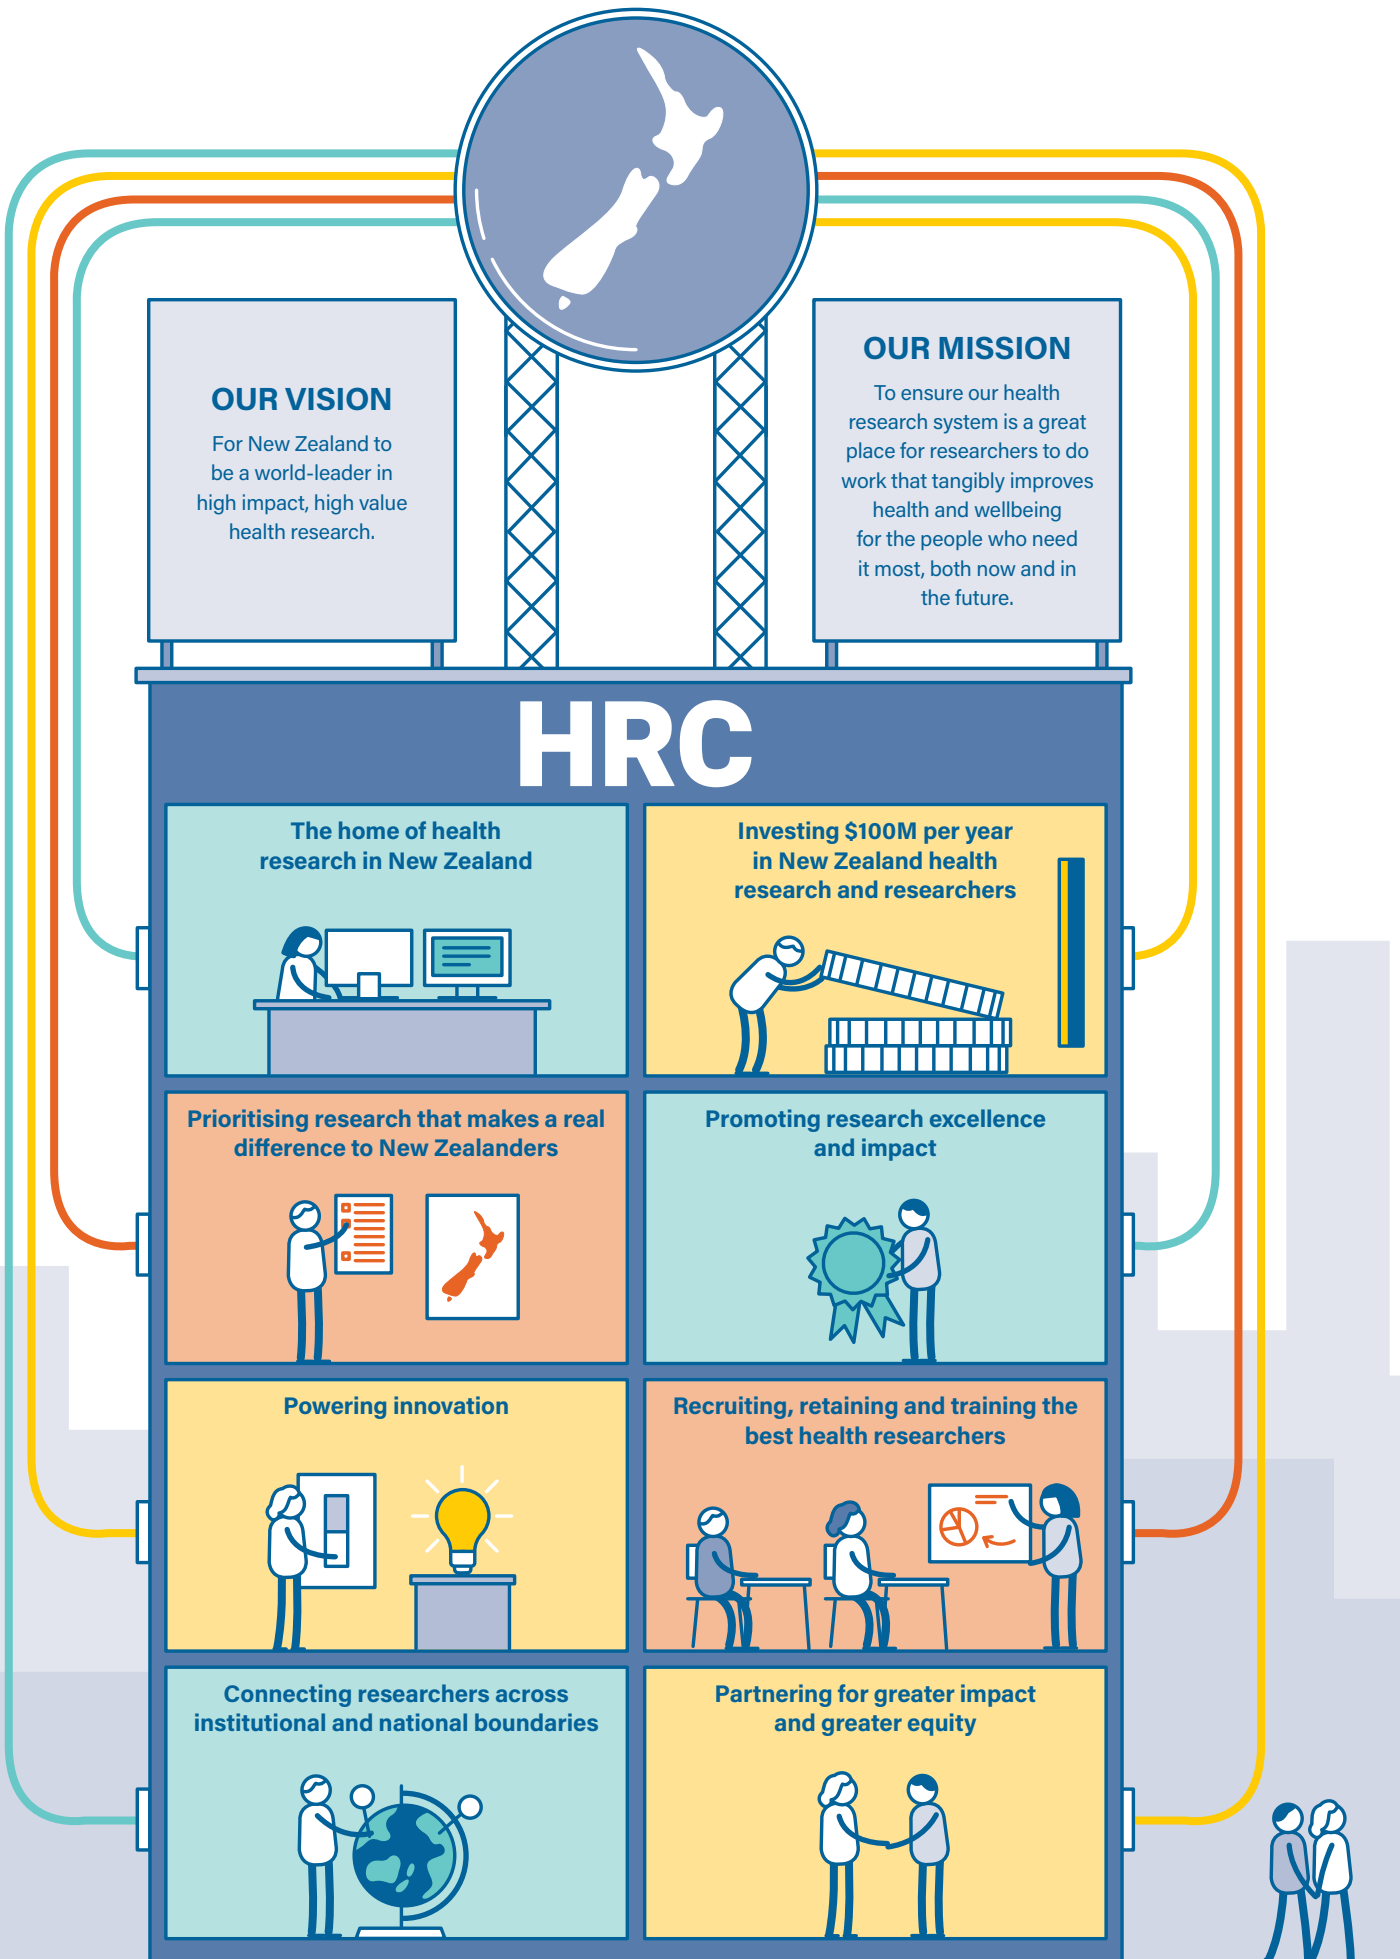 OUR VISION
For New Zealand to
be a world-leader in
high impact, high value
health research.
OUR MISSION
To ensure our health
research system is a great
place for researchers to do
work that tangibly improves
health and wellbeing
for the people who need
it most, both now and in
the future.
HRC
The home of health
research in New Zealand
Investing $100M per year
in New Zealand health
research and researchers
Prioritising research that makes a real
difference to New Zealanders
Promoting research excellence
and impact
Powering innovation
Recruiting, retaining and training the
best health researchers
Connecting researchers across
institutional and national boundaries
Partnering for greater impact
and greater equity